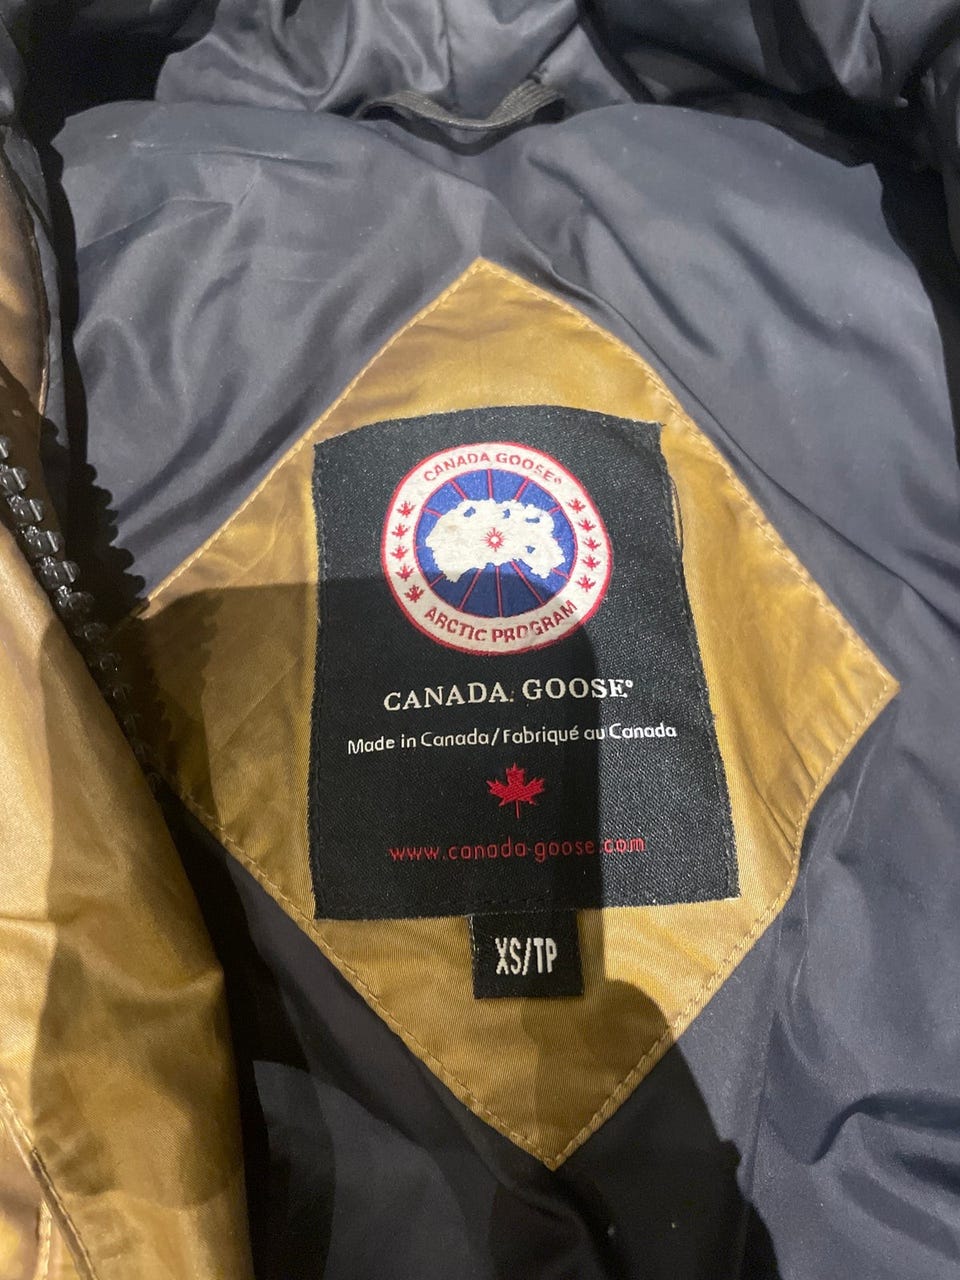 CANADA GOOSE®
ARCTIC PROGRAM
CANADA GOOSE®
Made in Canada/Fabriqué au Canada
www.canada-goose.com
XS/TP